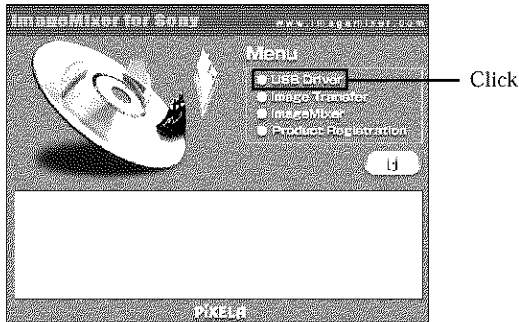 ImageMixer for Sony
www.imagemixer.com
Menu
USB Driver
Click
Image Transfer
ImageMixer
Product Registration
PIXELA